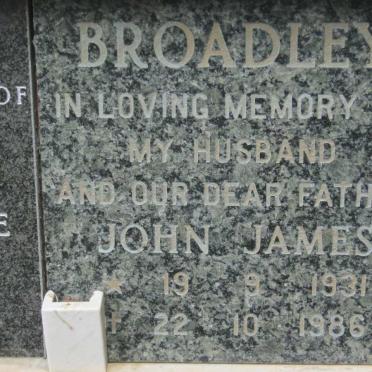 BROADLEY
IN LOVING MEMORY
MY HUSBAND
AND OUR DEAR FATH
JOHN JAMES
* 19 9 1931
† 22 10 1986
OF
E